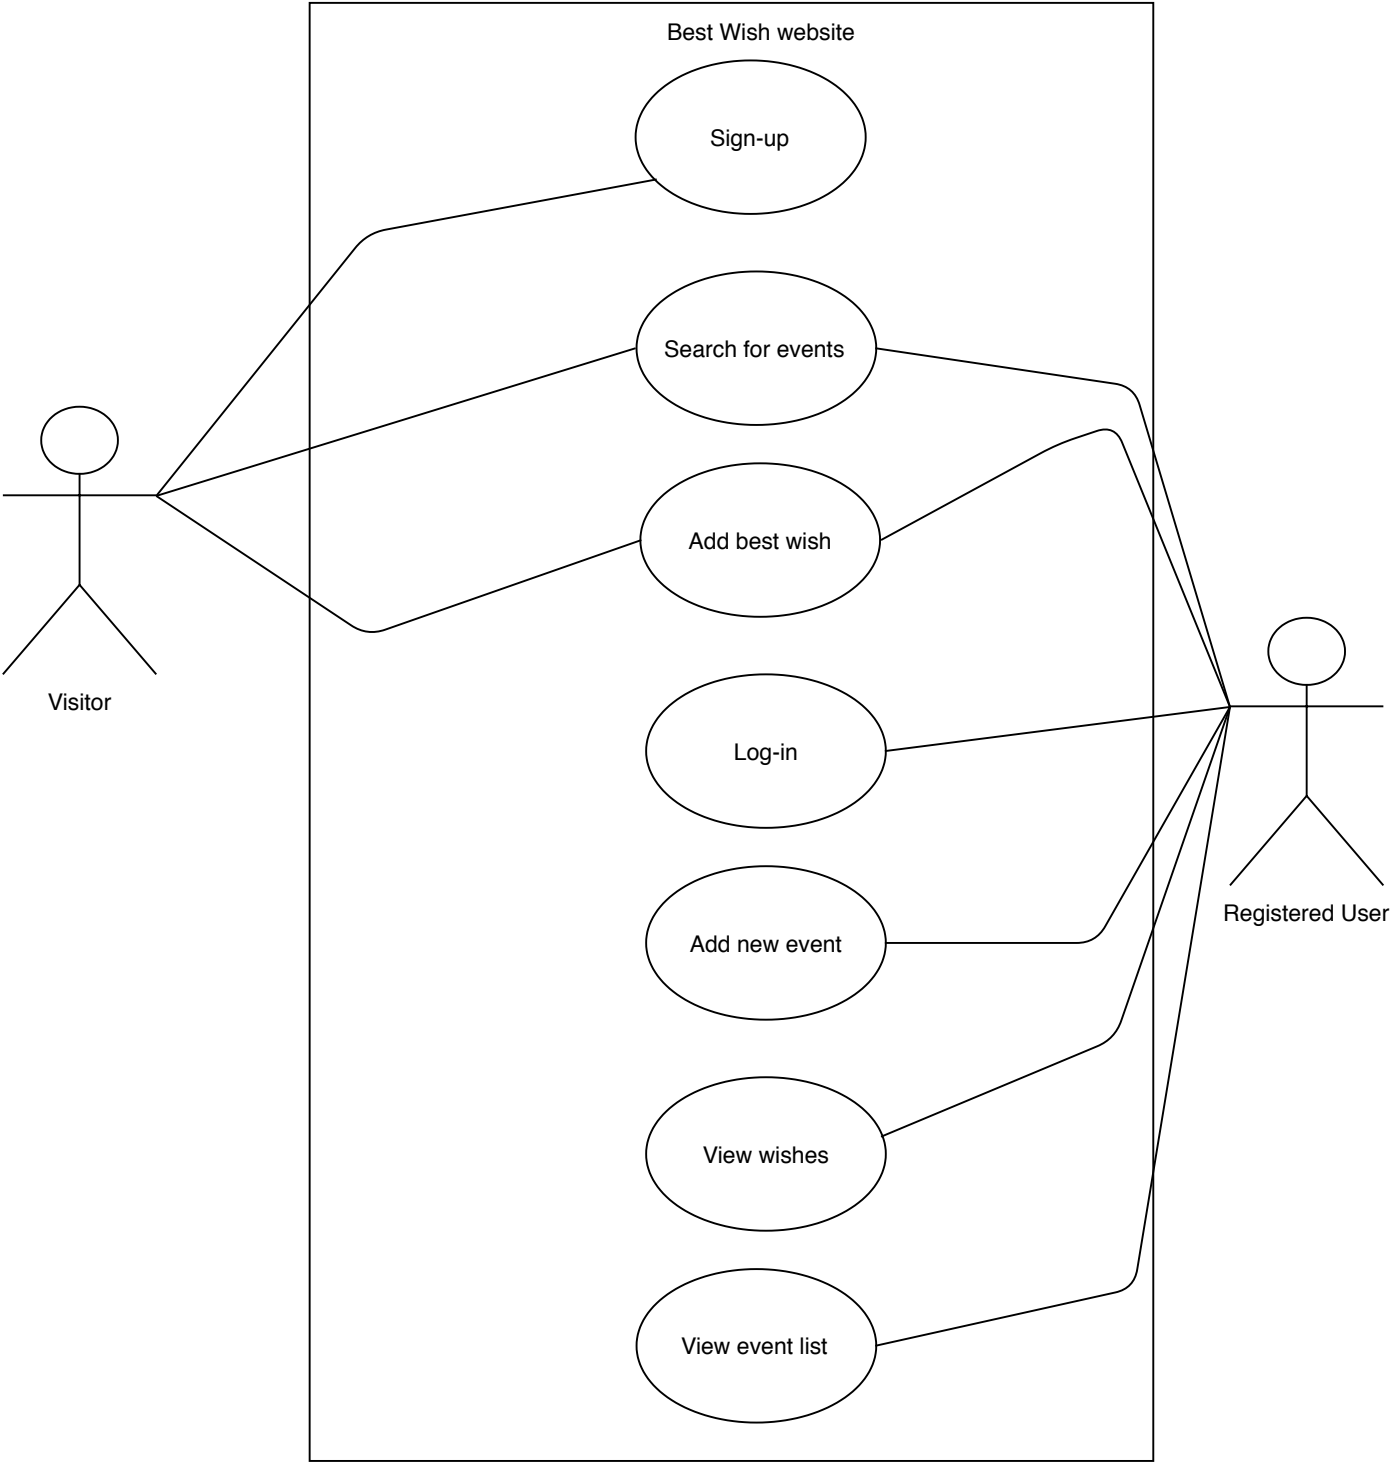 Best Wish website
Sign-up
Search for events
Add best wish
Visitor
Log-in
Registered User
Add new event
View wishes
View event list